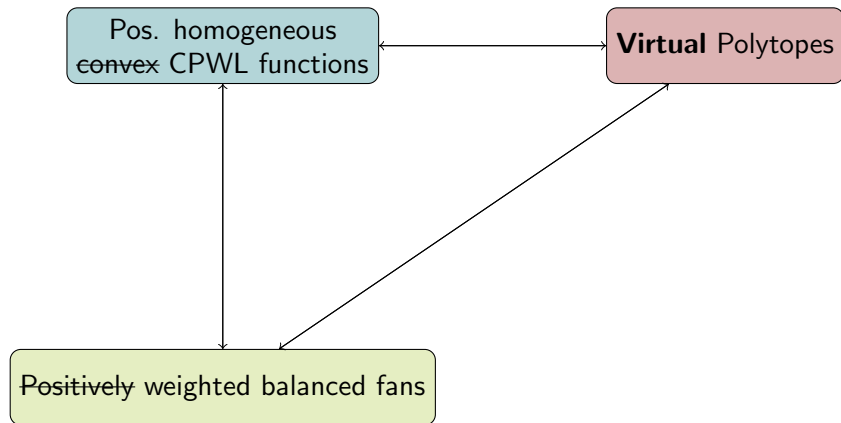 Pos. homogeneous
convex CPWL functions
Virtual Polytopes
Positively weighted balanced fans